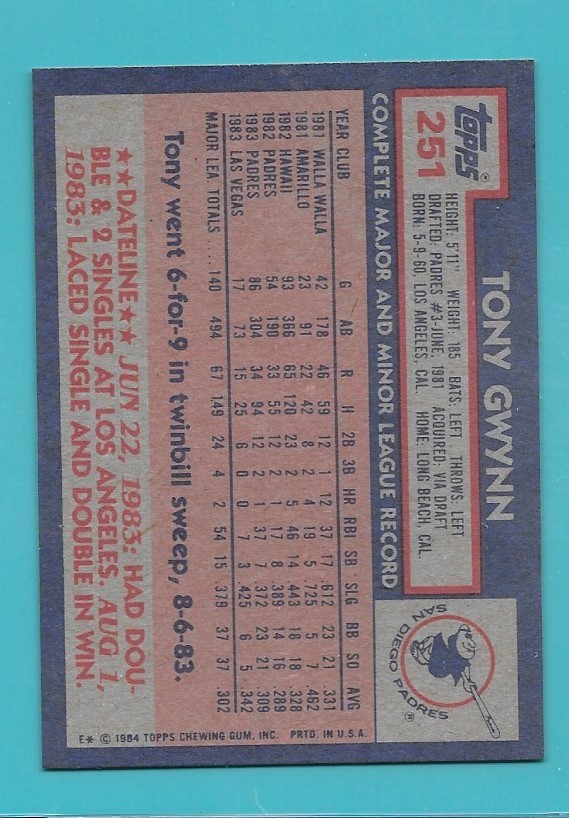 topps®
251
TONY GWYNN
HEIGHT: 5'11" WEIGHT: 185 BATS: LEFT THROWS: LEFT
DRAFTED: PADRES #3-JUNE, 1981 ACQUIRED: VIA DRAFT
BORN: 5-9-60, LOS ANGELES, CAL. HOME: LONG BEACH, CAL.
SAN DIEGO PADRES ®
COMPLETE MAJOR AND MINOR LEAGUE RECORD
YEAR CLUB G AB R H 2B 3B HR RBI SB SLG BB SO AVG
1981 WALLA WALLA 42 178 46 59 12 1 12 37 17 .612 23 21 .331
1981 AMARILLO 23 91 22 42 8 2 4 19 5 .725 5 7 .462
1982 HAWAII 93 366 65 120 23 2 5 46 14 .443 18 18 .328
1982 PADRES 54 190 33 55 12 2 1 17 8 .389 14 16 .289
1983 PADRES 86 304 34 94 12 2 1 37 7 .372 23 21 .309
1983 LAS VEGAS 17 73 15 25 6 0 0 7 3 .425 6 5 .342
MAJOR LEA. TOTALS .... 140 494 67 149 24 4 2 54 15 .379 37 37 .302
Tony went 6-for-9 in twinbill sweep, 8-6-83.
★★DATELINE★★ JUN 22, 1983: HAD DOU-
BLE & 2 SINGLES AT LOS ANGELES. AUG 1,
1983: LACED SINGLE AND DOUBLE IN WIN.
E* © 1984 TOPPS CHEWING GUM, INC. PRTD. IN U.S.A.